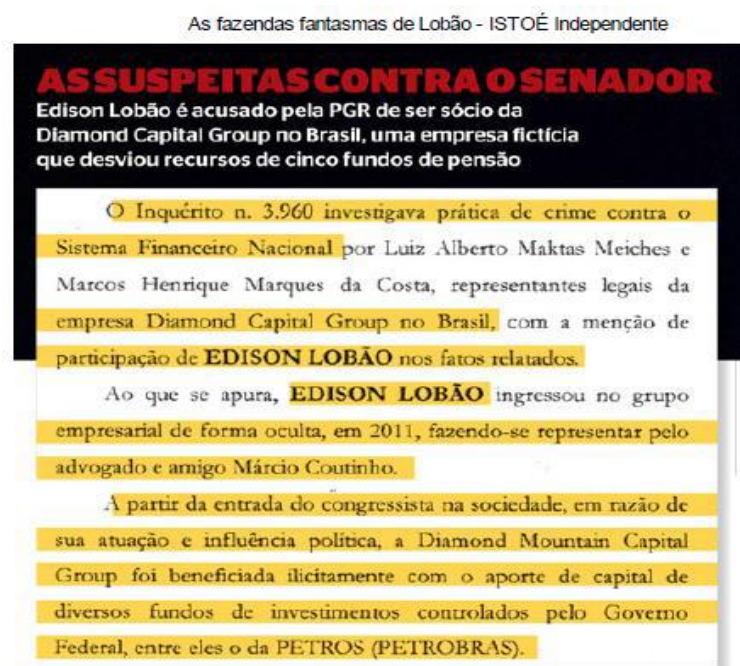 As fazendas fantasmas de Lobão - ISTOÉ Independente
AS SUSPEITAS CONTRA O SENADOR
Edison Lobão é acusado pela PGR de ser sócio da
Diamond Capital Group no Brasil, uma empresa fictícia
que desviou recursos de cinco fundos de pensão
O Inquérito n. 3.960 investigava prática de crime contra o
Sistema Financeiro Nacional por Luiz Alberto Maktas Meiches e
Marcos Henrique Marques da Costa, representantes legais da
empresa Diamond Capital Group no Brasil, com a menção de
participação de EDISON LOBÃO nos fatos relatados.
Ao que se apura, EDISON LOBÃO ingressou no grupo
empresarial de forma oculta, em 2011, fazendo-se representar pelo
advogado e amigo Márcio Coutinho.
A partir da entrada do congressista na sociedade, em razão de
sua atuação e influência política, a Diamond Mountain Capital
Group foi beneficiada ilicitamente com o aporte de capital de
diversos fundos de investimentos controlados pelo Governo
Federal, entre eles o da PETROS (PETROBRAS).